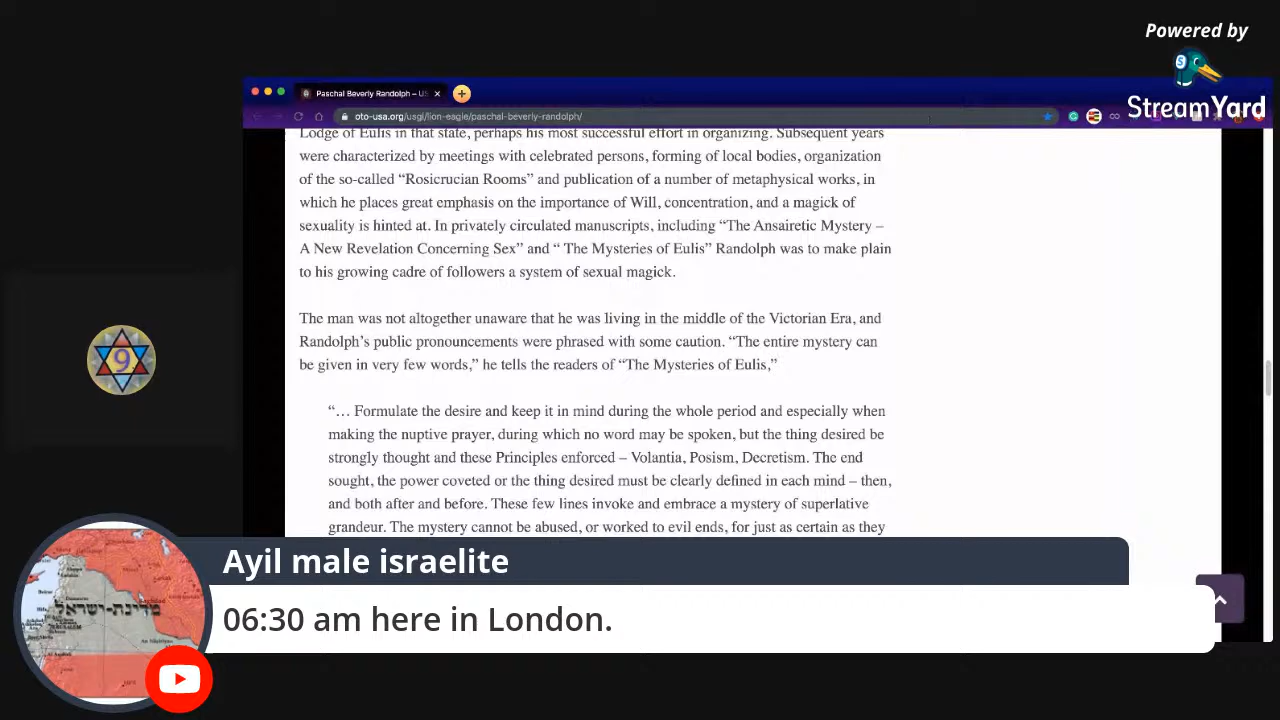 Powered by
StreamYard
Paschal Beverly Randolph – US
oto-usa.org/usgl/lion-eagle/paschal-beverly-randolph/
Lodge of Eulis in that state, perhaps his most successful effort in organizing. Subsequent years
were characterized by meetings with celebrated persons, forming of local bodies, organization
of the so-called “Rosicrucian Rooms” and publication of a number of metaphysical works, in
which he places great emphasis on the importance of Will, concentration, and a magick of
sexuality is hinted at. In privately circulated manuscripts, including “The Ansairetic Mystery –
A New Revelation Concerning Sex” and “ The Mysteries of Eulis” Randolph was to make plain
to his growing cadre of followers a system of sexual magick.
The man was not altogether unaware that he was living in the middle of the Victorian Era, and
Randolph’s public pronouncements were phrased with some caution. “The entire mystery can
be given in very few words,” he tells the readers of “The Mysteries of Eulis,”
“… Formulate the desire and keep it in mind during the whole period and especially when
making the nuptive prayer, during which no word may be spoken, but the thing desired be
strongly thought and these Principles enforced – Volantia, Posism, Decretism. The end
sought, the power coveted or the thing desired must be clearly defined in each mind – then,
and both after and before. These few lines invoke and embrace a mystery of superlative
grandeur. The mystery cannot be abused, or worked to evil ends, for just as certain as they
9
Ayil male israelite
06:30 am here in London.
מדינת-ישראל